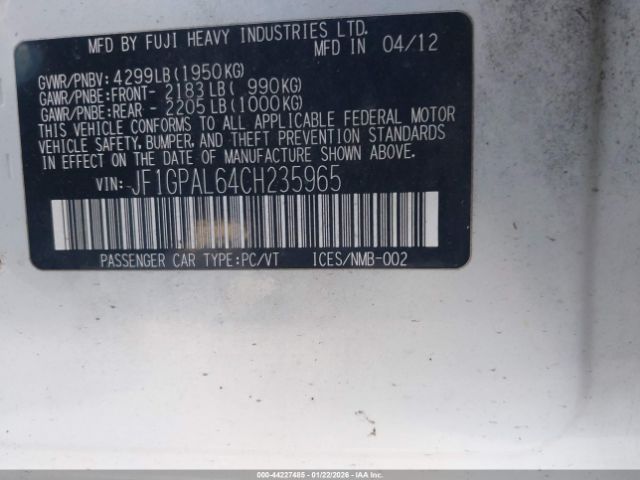 MFD BY FUJI HEAVY INDUSTRIES LTD.
MFD IN 04/12
GVWR/PNBV: 4299LB(1950KG)
GAWR/PNBE:FRONT- 2183LB( 990KG)
GAWR/PNBE:REAR - 2205LB(1000KG)
THIS VEHICLE CONFORMS TO ALL APPLICABLE FEDERAL MOTOR
VEHICLE SAFETY, BUMPER, AND THEFT PREVENTION STANDARDS
IN EFFECT ON THE DATE OF MANUFACTURE SHOWN ABOVE.
VIN: JF1GPAL64CH235965
PASSENGER CAR TYPE:PC/VT ICES/NMB-002
000-44227485 - 01/22/2026 - © IAA Holdings, LLC